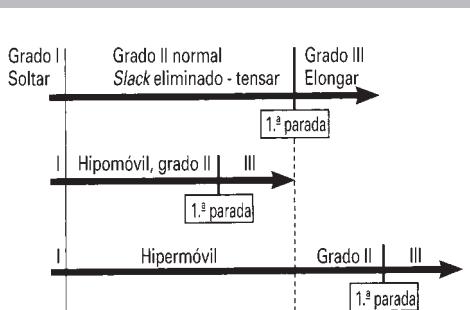 Grado I Grado II normal Grado III
Soltar Slack eliminado - tensar Elongar
1.ª parada
I Hipomóvil, grado II III
1.ª parada
I Hipermóvil Grado II III
1.ª parada